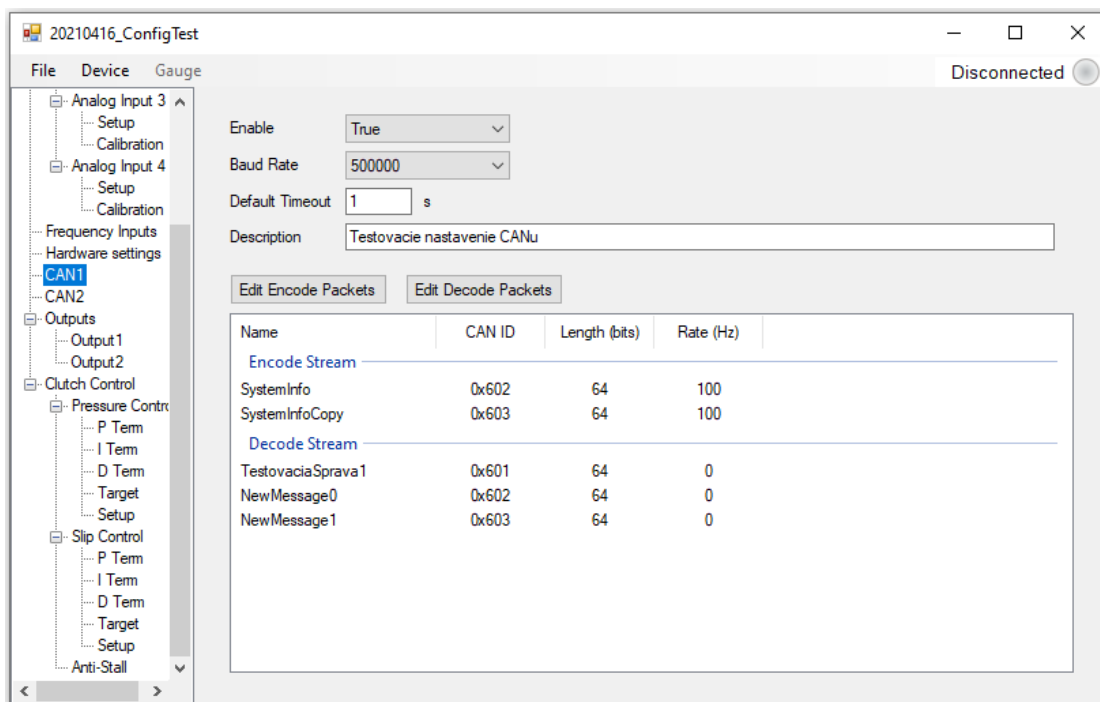 20210416_ConfigTest
File Device Gauge
Disconnected
Analog Input 3
Setup
Calibration
Analog Input 4
Setup
Calibration
Frequency Inputs
Hardware settings
CAN1
CAN2
Outputs
Output1
Output2
Clutch Control
Pressure Contro
P Term
I Term
D Term
Target
Setup
Slip Control
P Term
I Term
D Term
Target
Setup
Anti-Stall
Enable True
Baud Rate 500000
Default Timeout 1 s
Description Testovacie nastavenie CANu
Edit Encode Packets Edit Decode Packets
Name CAN ID Length (bits) Rate (Hz)
Encode Stream
SystemInfo 0x602 64 100
SystemInfoCopy 0x603 64 100
Decode Stream
TestovaciaSprava1 0x601 64 0
NewMessage0 0x602 64 0
NewMessage1 0x603 64 0